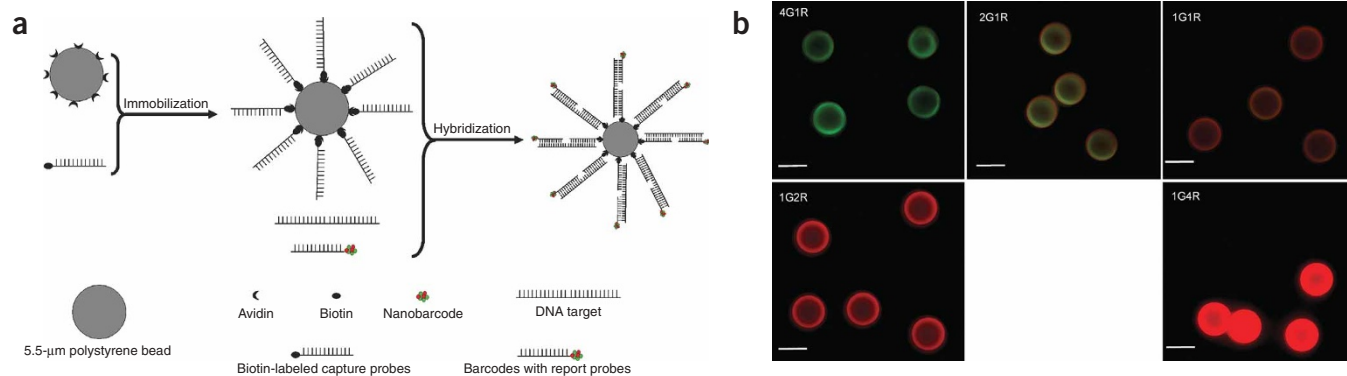 a
Immobilization
Hybridization
Avidin
Biotin
Nanobarcode
DNA target
5.5-µm polystyrene bead
Biotin-labeled capture probes
Barcodes with report probes
b
4G1R
2G1R
1G1R
1G2R
1G4R